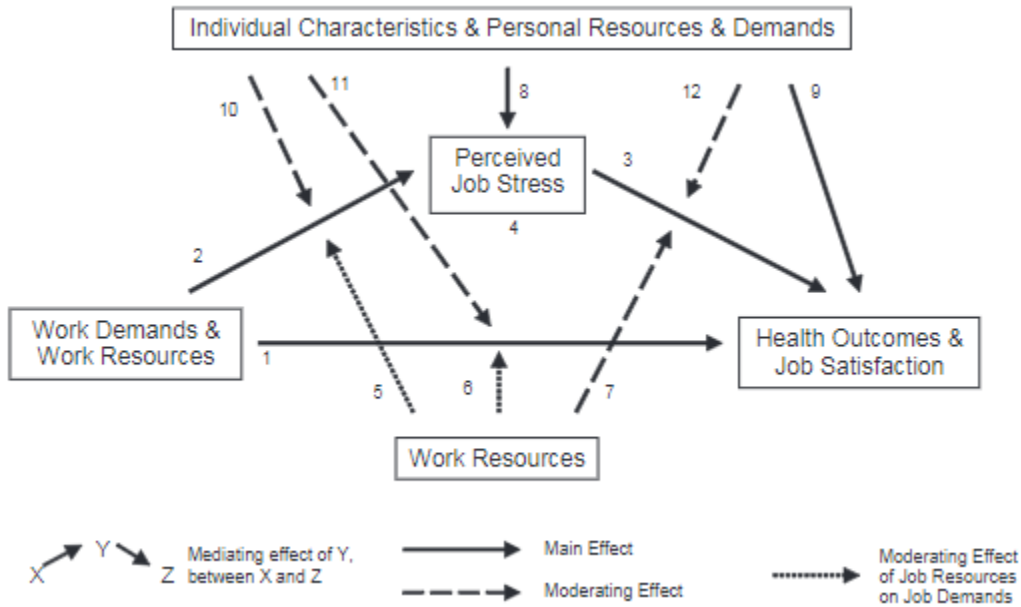 Individual Characteristics & Personal Resources & Demands
10
11
8
12
9
Perceived
Job Stress
3
4
2
Work Demands &
Work Resources
1
Health Outcomes &
Job Satisfaction
5
6
7
Work Resources
X
Y
Z
Mediating effect of Y,
between X and Z
Main Effect
Moderating Effect
Moderating Effect
of Job Resources
on Job Demands